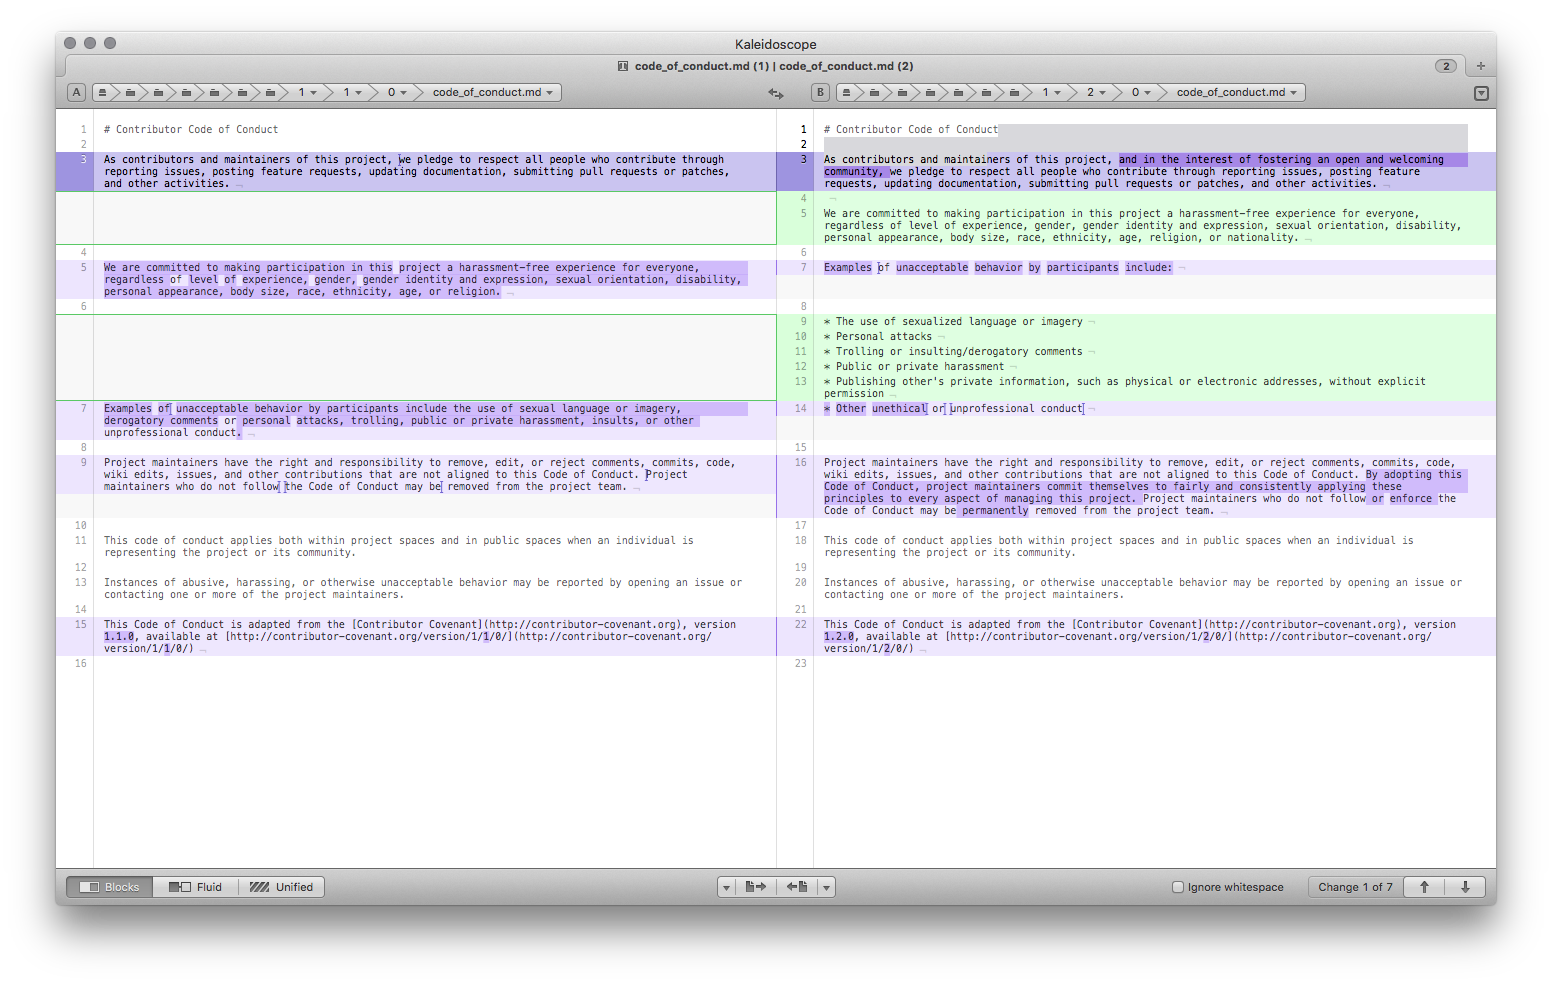 Kaleidoscope
code_of_conduct.md (1) | code_of_conduct.md (2)
2
+
A
1
1
0
code_of_conduct.md
B
1
2
0
code_of_conduct.md
1 # Contributor Code of Conduct
2
3 As contributors and maintainers of this project, we pledge to respect all people who contribute through
reporting issues, posting feature requests, updating documentation, submitting pull requests or patches,
and other activities. ¬
4
5 We are committed to making participation in this project a harassment-free experience for everyone,
regardless of level of experience, gender, gender identity and expression, sexual orientation, disability,
personal appearance, body size, race, ethnicity, age, or religion. ¬
6
7 Examples of unacceptable behavior by participants include the use of sexual language or imagery,
derogatory comments or personal attacks, trolling, public or private harassment, insults, or other
unprofessional conduct. ¬
8
9 Project maintainers have the right and responsibility to remove, edit, or reject comments, commits, code,
wiki edits, issues, and other contributions that are not aligned to this Code of Conduct. Project
maintainers who do not follow the Code of Conduct may be removed from the project team. ¬
10
11 This code of conduct applies both within project spaces and in public spaces when an individual is
representing the project or its community.
12
13 Instances of abusive, harassing, or otherwise unacceptable behavior may be reported by opening an issue or
contacting one or more of the project maintainers.
14
15 This Code of Conduct is adapted from the [Contributor Covenant](http://contributor-covenant.org), version
1.1.0, available at [http://contributor-covenant.org/version/1/1/0/](http://contributor-covenant.org/
version/1/1/0/) ¬
16
1 # Contributor Code of Conduct
2
3 As contributors and maintainers of this project, and in the interest of fostering an open and welcoming
community, we pledge to respect all people who contribute through reporting issues, posting feature
requests, updating documentation, submitting pull requests or patches, and other activities. ¬
4 ¬
5 We are committed to making participation in this project a harassment-free experience for everyone,
regardless of level of experience, gender, gender identity and expression, sexual orientation, disability,
personal appearance, body size, race, ethnicity, age, religion, or nationality. ¬
6
7 Examples of unacceptable behavior by participants include: ¬
8
9 * The use of sexualized language or imagery ¬
10 * Personal attacks ¬
11 * Trolling or insulting/derogatory comments ¬
12 * Public or private harassment ¬
13 * Publishing other's private information, such as physical or electronic addresses, without explicit
permission ¬
14 * Other unethical or unprofessional conduct ¬
15
16 Project maintainers have the right and responsibility to remove, edit, or reject comments, commits, code,
wiki edits, issues, and other contributions that are not aligned to this Code of Conduct. By adopting this
Code of Conduct, project maintainers commit themselves to fairly and consistently applying these
principles to every aspect of managing this project. Project maintainers who do not follow or enforce the
Code of Conduct may be permanently removed from the project team. ¬
17
18 This code of conduct applies both within project spaces and in public spaces when an individual is
representing the project or its community.
19
20 Instances of abusive, harassing, or otherwise unacceptable behavior may be reported by opening an issue or
contacting one or more of the project maintainers.
21
22 This Code of Conduct is adapted from the [Contributor Covenant](http://contributor-covenant.org), version
1.2.0, available at [http://contributor-covenant.org/version/1/2/0/](http://contributor-covenant.org/
version/1/2/0/) ¬
23
Blocks
Fluid
Unified
Ignore whitespace
Change 1 of 7